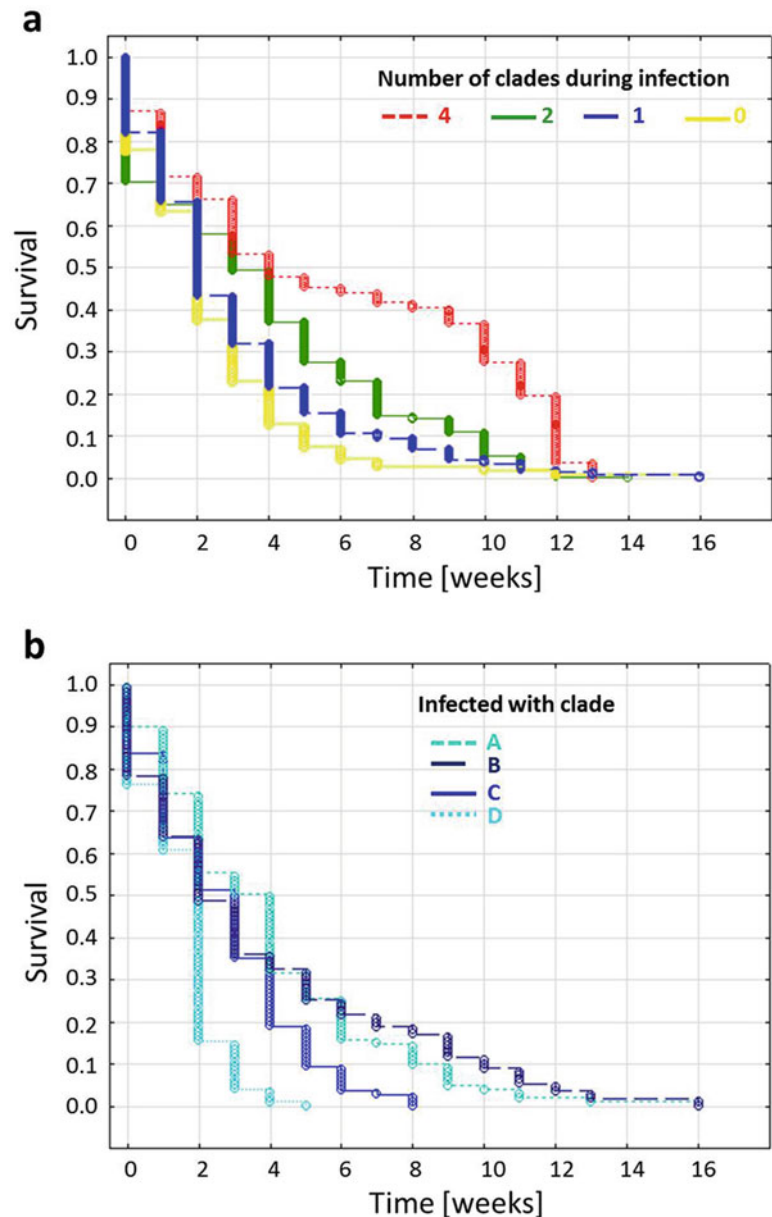 a
Number of clades during infection
4 2 1 0
1.0
0.9
0.8
0.7
0.6
0.5
0.4
0.3
0.2
0.1
0.0
Survival
0 2 4 6 8 10 12 14 16
Time [weeks]
b
Infected with clade
A
B
C
D
1.0
0.9
0.8
0.7
0.6
0.5
0.4
0.3
0.2
0.1
0.0
Survival
0 2 4 6 8 10 12 14 16
Time [weeks]